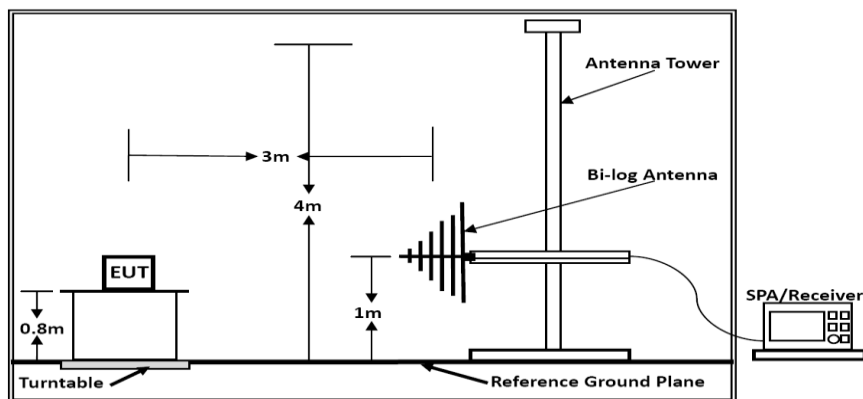 Antenna Tower
3m
Bi-log Antenna
4m
EUT
SPA/Receiver
0.8m
1m
Turntable
Reference Ground Plane